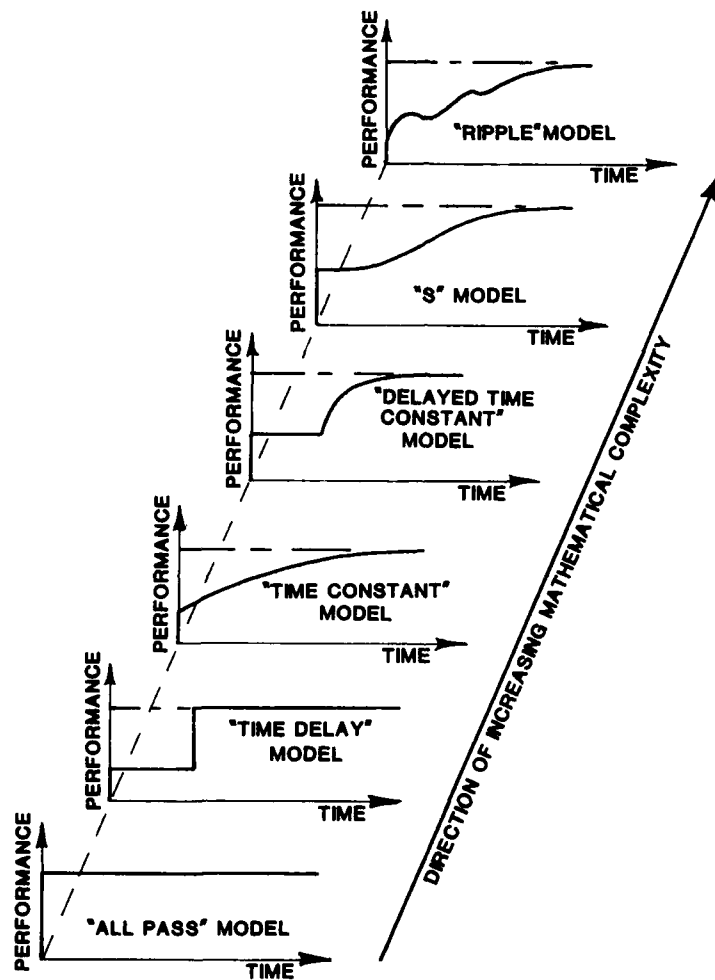 PERFORMANCE
"RIPPLE" MODEL
TIME
PERFORMANCE
"S" MODEL
TIME
PERFORMANCE
"DELAYED TIME
CONSTANT"
MODEL
TIME
PERFORMANCE
"TIME CONSTANT"
MODEL
TIME
PERFORMANCE
"TIME DELAY"
MODEL
TIME
PERFORMANCE
"ALL PASS" MODEL
TIME
DIRECTION OF INCREASING MATHEMATICAL COMPLEXITY